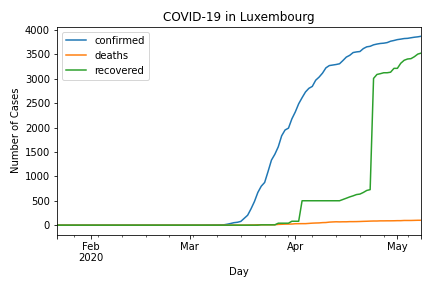 COVID-19 in Luxembourg
confirmed
deaths
recovered
Number of Cases
4000
3500
3000
2500
2000
1500
1000
500
0
Feb
2020
Mar
Apr
May
Day